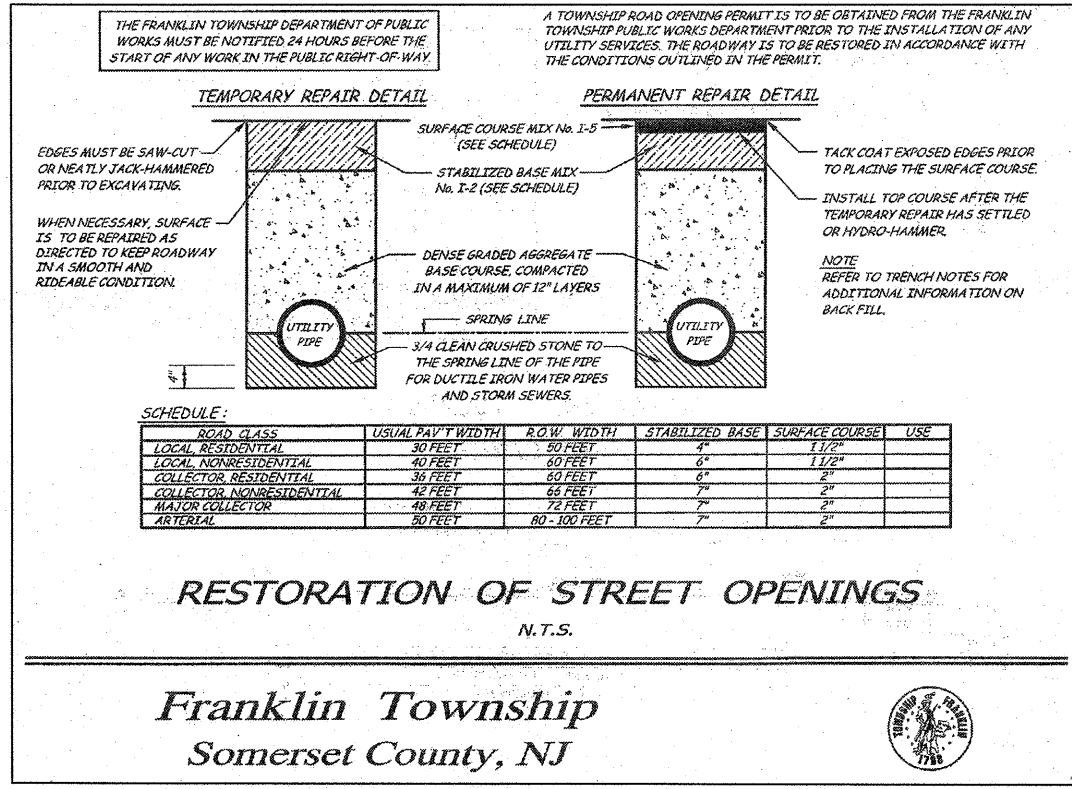 THE FRANKLIN TOWNSHIP DEPARTMENT OF PUBLIC
WORKS MUST BE NOTIFIED 24 HOURS BEFORE THE
START OF ANY WORK IN THE PUBLIC RIGHT-OF-WAY.
A TOWNSHIP ROAD OPENING PERMIT IS TO BE OBTAINED FROM THE FRANKLIN
TOWNSHIP PUBLIC WORKS DEPARTMENT PRIOR TO THE INSTALLATION OF ANY
UTILITY SERVICES. THE ROADWAY IS TO BE RESTORED IN ACCORDANCE WITH
THE CONDITIONS OUTLINED IN THE PERMIT.
TEMPORARY REPAIR DETAIL
PERMANENT REPAIR DETAIL
EDGES MUST BE SAW-CUT
OR NEATLY JACK-HAMMERED
PRIOR TO EXCAVATING.
WHEN NECESSARY, SURFACE
IS TO BE REPAIRED AS
DIRECTED TO KEEP ROADWAY
IN A SMOOTH AND
RIDEABLE CONDITION.
SURFACE COURSE MIX No. I-5
(SEE SCHEDULE)
STABILIZED BASE MIX
No. I-2 (SEE SCHEDULE)
DENSE GRADED AGGREGATE
BASE COURSE, COMPACTED
IN A MAXIMUM OF 12" LAYERS
SPRING LINE
3/4 CLEAN CRUSHED STONE TO
THE SPRING LINE OF THE PIPE
FOR DUCTILE IRON WATER PIPES
AND STORM SEWERS.
UTILITY
PIPE
UTILITY
PIPE
4"
TACK COAT EXPOSED EDGES PRIOR
TO PLACING THE SURFACE COURSE.
INSTALL TOP COURSE AFTER THE
TEMPORARY REPAIR HAS SETTLED
OR HYDRO-HAMMER.
NOTE
REFER TO TRENCH NOTES FOR
ADDITIONAL INFORMATION ON
BACK FILL.
SCHEDULE:
ROAD CLASS USUAL PAV'T WIDTH R.O.W. WIDTH STABILIZED BASE SURFACE COURSE USE
LOCAL, RESIDENTIAL 30 FEET 50 FEET 4" 1 1/2"
LOCAL, NONRESIDENTIAL 40 FEET 60 FEET 6" 1 1/2"
COLLECTOR, RESIDENTIAL 36 FEET 60 FEET 6" 2"
COLLECTOR, NONRESIDENTIAL 42 FEET 66 FEET 7" 2"
MAJOR COLLECTOR 48 FEET 72 FEET 7" 2"
ARTERIAL 50 FEET 80 - 100 FEET 7" 2"
RESTORATION OF STREET OPENINGS
N.T.S.
Franklin Township
Somerset County, NJ
TOWNSHIP FRANKLIN
1798